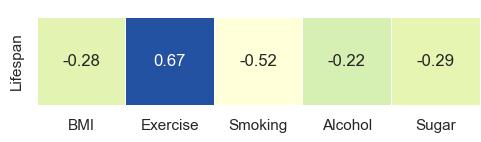 Lifespan
-0.28 0.67 -0.52 -0.22 -0.29
BMI Exercise Smoking Alcohol Sugar